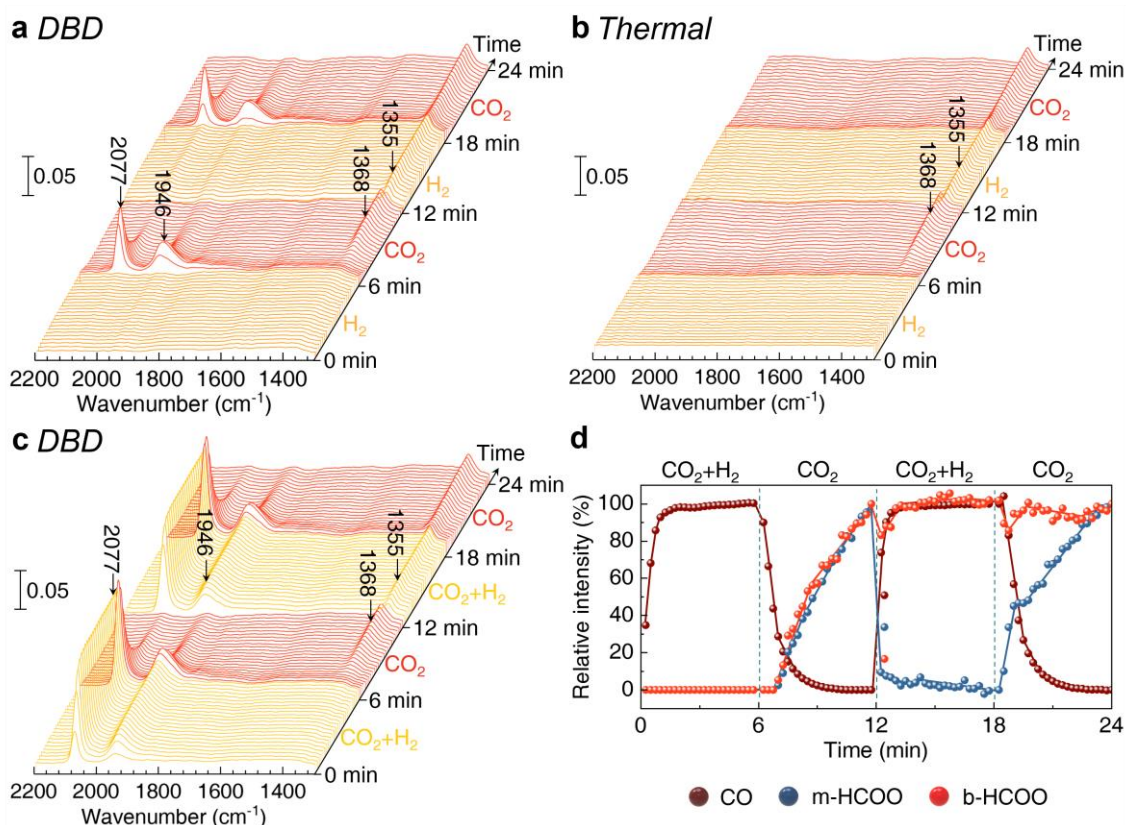 a DBD
Time
24 min
CO₂
18 min
1355
1368
H₂
12 min
CO₂
6 min
H₂
0 min
0.05
2077
1946
2200 2000 1800 1600 1400
Wavenumber (cm⁻¹)
b Thermal
Time
24 min
CO₂
18 min
1355
1368
H₂
12 min
CO₂
6 min
H₂
0 min
0.05
2200 2000 1800 1600 1400
Wavenumber (cm⁻¹)
c DBD
Time
24 min
CO₂
18 min
1355
1368
CO₂+H₂
12 min
CO₂
6 min
CO₂+H₂
0 min
0.05
2077
1946
2200 2000 1800 1600 1400
Wavenumber (cm⁻¹)
d
CO₂+H₂ CO₂ CO₂+H₂ CO₂
Relative intensity (%)
100
80
60
40
20
0
0 6 12 18 24
Time (min)
CO m-HCOO b-HCOO